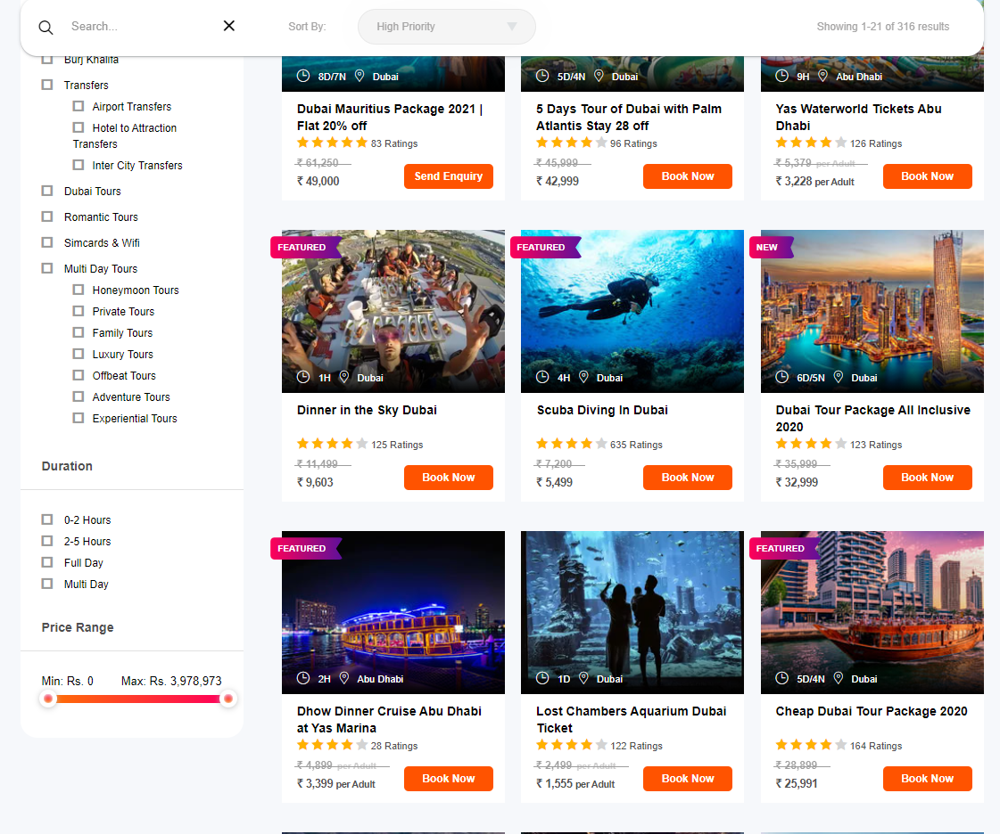 Search...
Sort By:
High Priority
Showing 1-21 of 316 results
Burj Khalifa
Transfers
Airport Transfers
Hotel to Attraction
Transfers
Inter City Transfers
Dubai Tours
Romantic Tours
Simcards & Wifi
Multi Day Tours
Honeymoon Tours
Private Tours
Family Tours
Luxury Tours
Offbeat Tours
Adventure Tours
Experiential Tours
Duration
0-2 Hours
2-5 Hours
Full Day
Multi Day
Price Range
Min: Rs. 0
Max: Rs. 3,978,973
8D/7N Dubai
Dubai Mauritius Package 2021 |
Flat 20% off
83 Ratings
₹ 61,250
₹ 49,000
Send Enquiry
5D/4N Dubai
5 Days Tour of Dubai with Palm
Atlantis Stay 28 off
96 Ratings
₹ 45,999
₹ 42,999
Book Now
9H Abu Dhabi
Yas Waterworld Tickets Abu
Dhabi
126 Ratings
₹ 5,379 per Adult
₹ 3,228 per Adult
Book Now
FEATURED
1H Dubai
Dinner in the Sky Dubai
125 Ratings
₹ 11,499
₹ 9,603
Book Now
FEATURED
4H Dubai
Scuba Diving In Dubai
635 Ratings
₹ 7,200
₹ 5,499
Book Now
NEW
6D/5N Dubai
Dubai Tour Package All Inclusive
2020
123 Ratings
₹ 35,999
₹ 32,999
Book Now
FEATURED
2H Abu Dhabi
Dhow Dinner Cruise Abu Dhabi
at Yas Marina
28 Ratings
₹ 4,899 per Adult
₹ 3,399 per Adult
Book Now
1D Dubai
Lost Chambers Aquarium Dubai
Ticket
122 Ratings
₹ 2,499 per Adult
₹ 1,555 per Adult
Book Now
FEATURED
5D/4N Dubai
Cheap Dubai Tour Package 2020
164 Ratings
₹ 28,899
₹ 25,991
Book Now